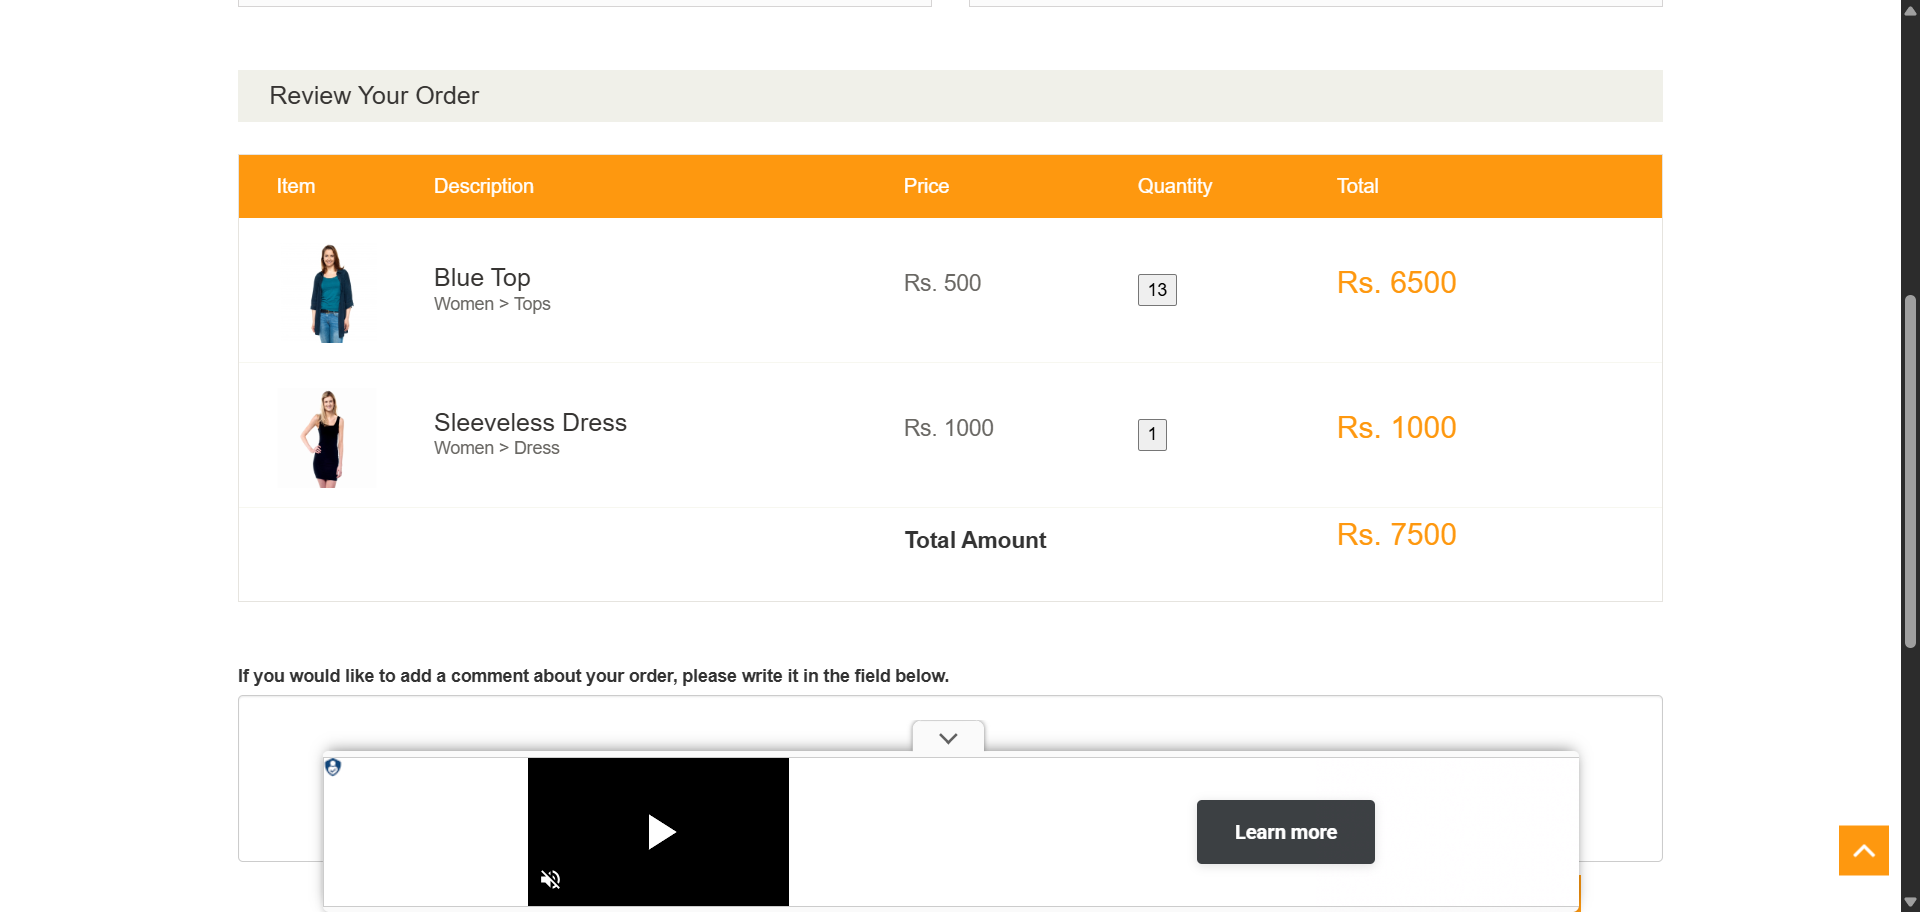 Review Your Order
Item Description Price Quantity Total
Blue Top
Women > Tops
Rs. 500
13
Rs. 6500
Sleeveless Dress
Women > Dress
Rs. 1000
1
Rs. 1000
Total Amount
Rs. 7500
If you would like to add a comment about your order, please write it in the field below.
Learn more